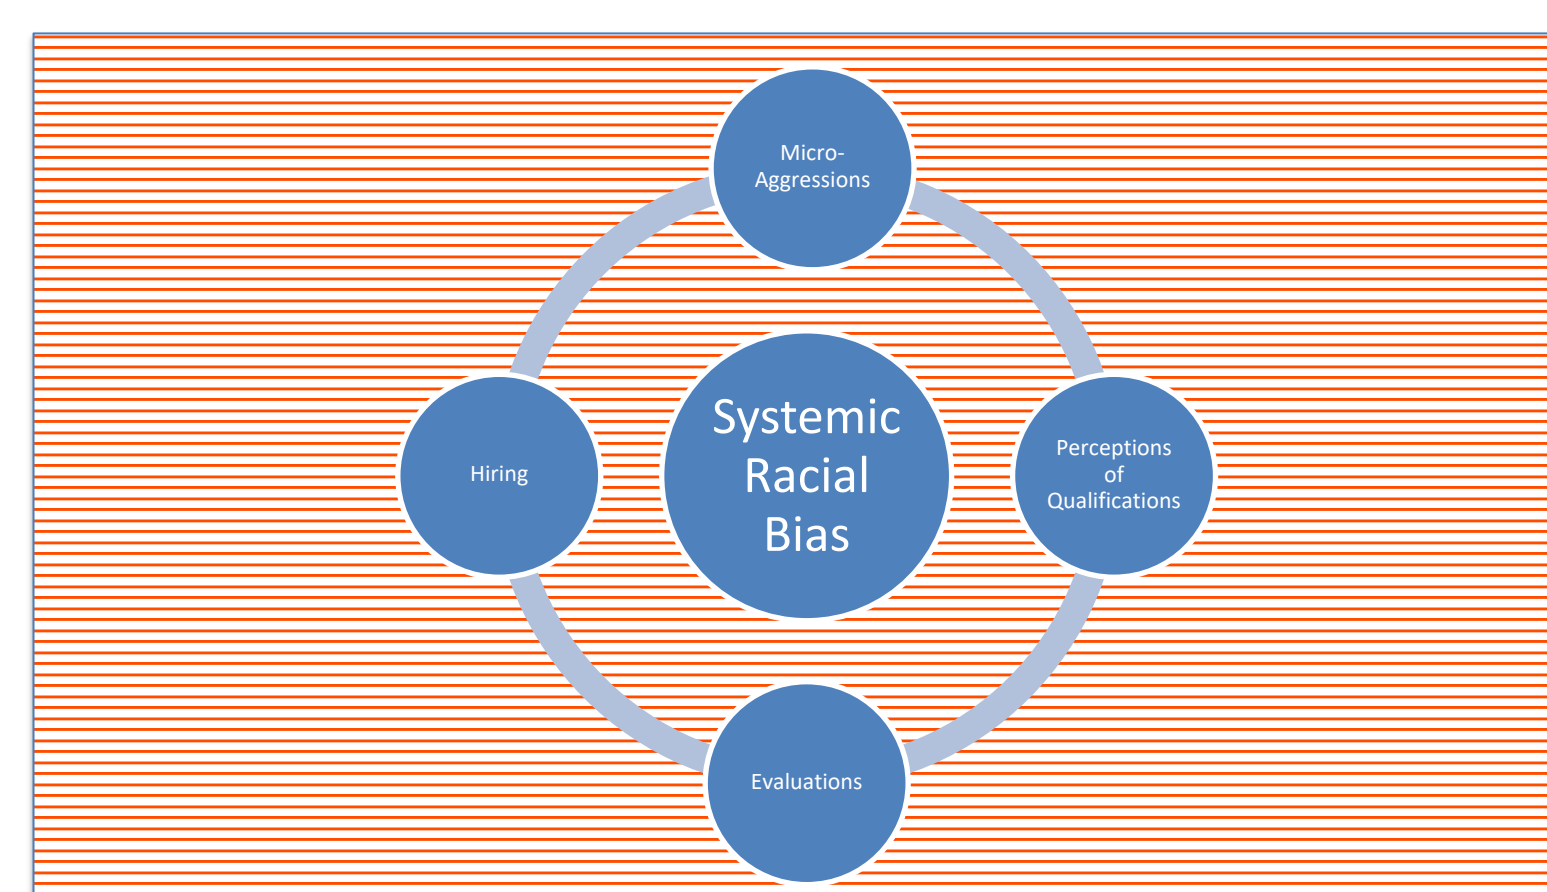 Micro-
Aggressions
Systemic
Racial
Bias
Perceptions
of
Qualifications
Hiring
Evaluations